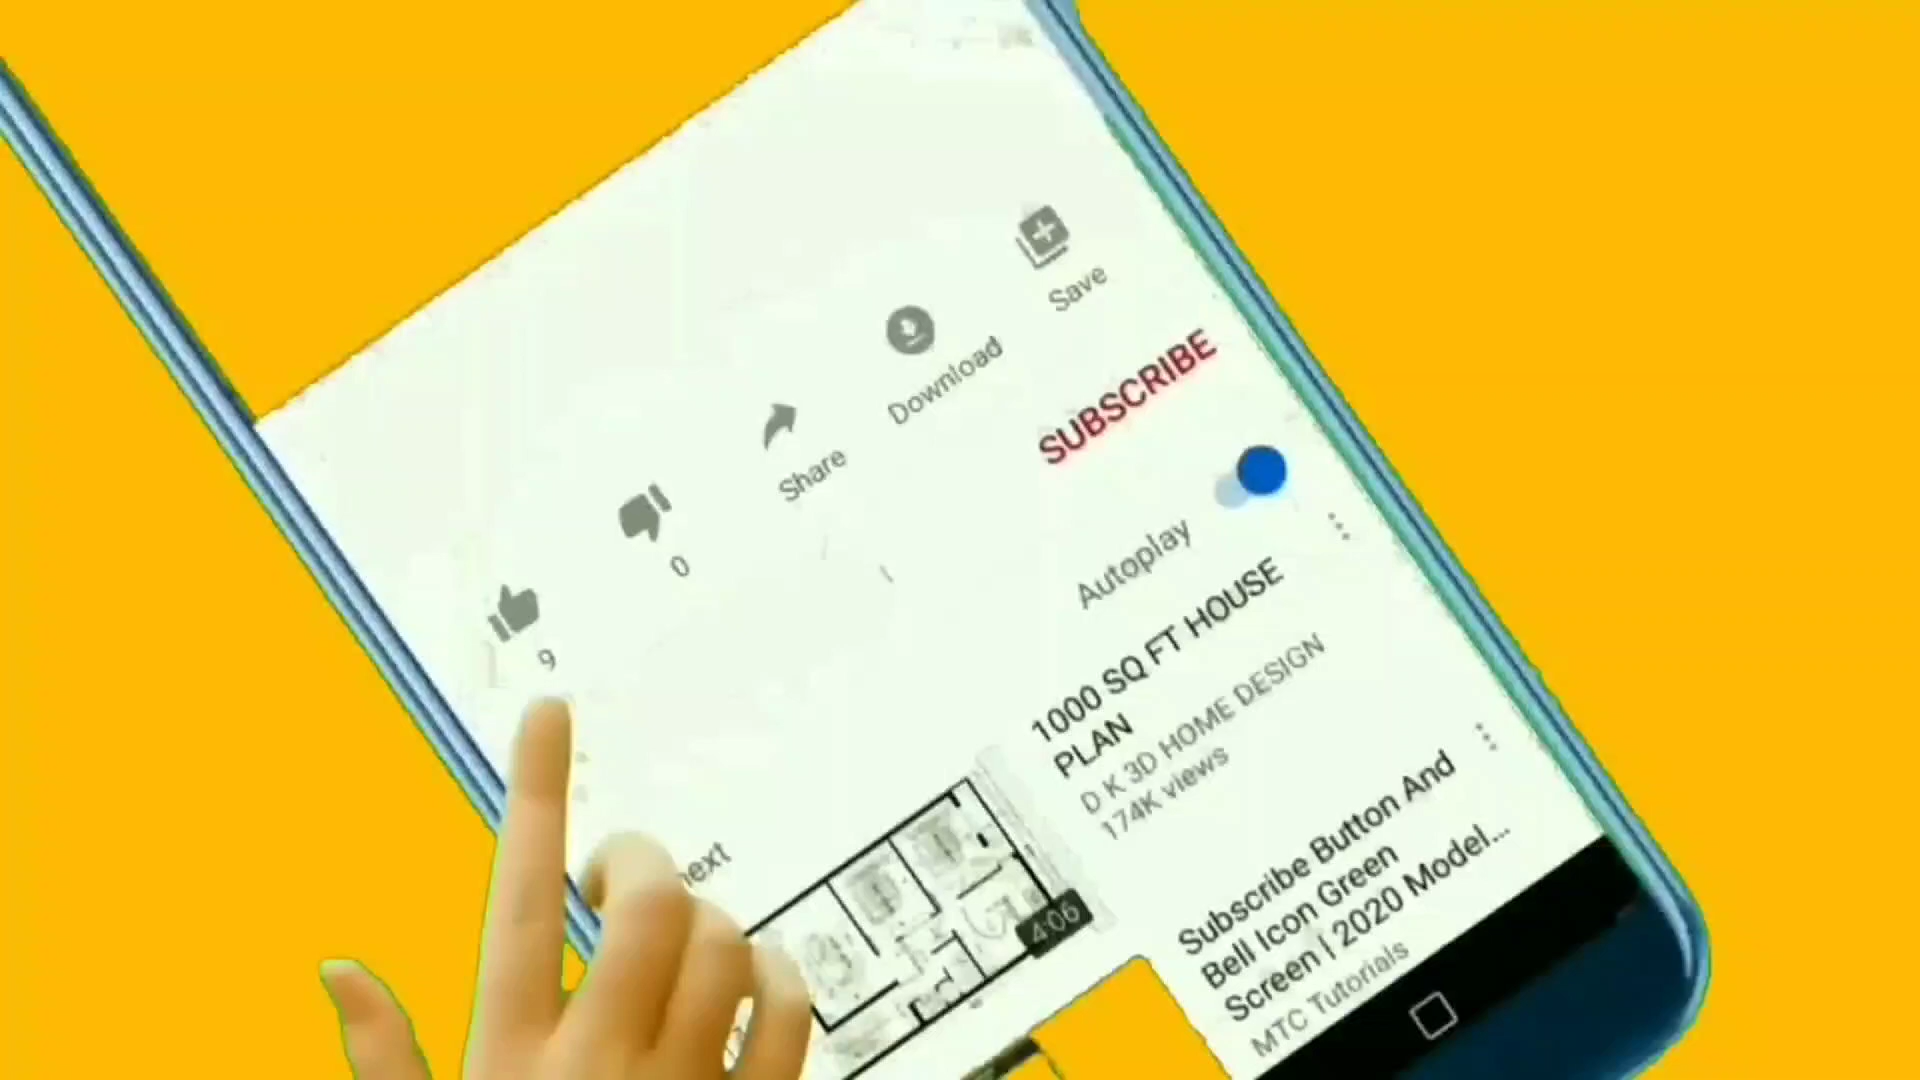 Save
Download
Share
0
9
SUBSCRIBE
Autoplay
next
1000 SQ FT HOUSE
PLAN
D K 3D HOME DESIGN
174K views
4:06
Subscribe Button And
Bell Icon Green
Screen | 2020 Model...
MTC Tutorials